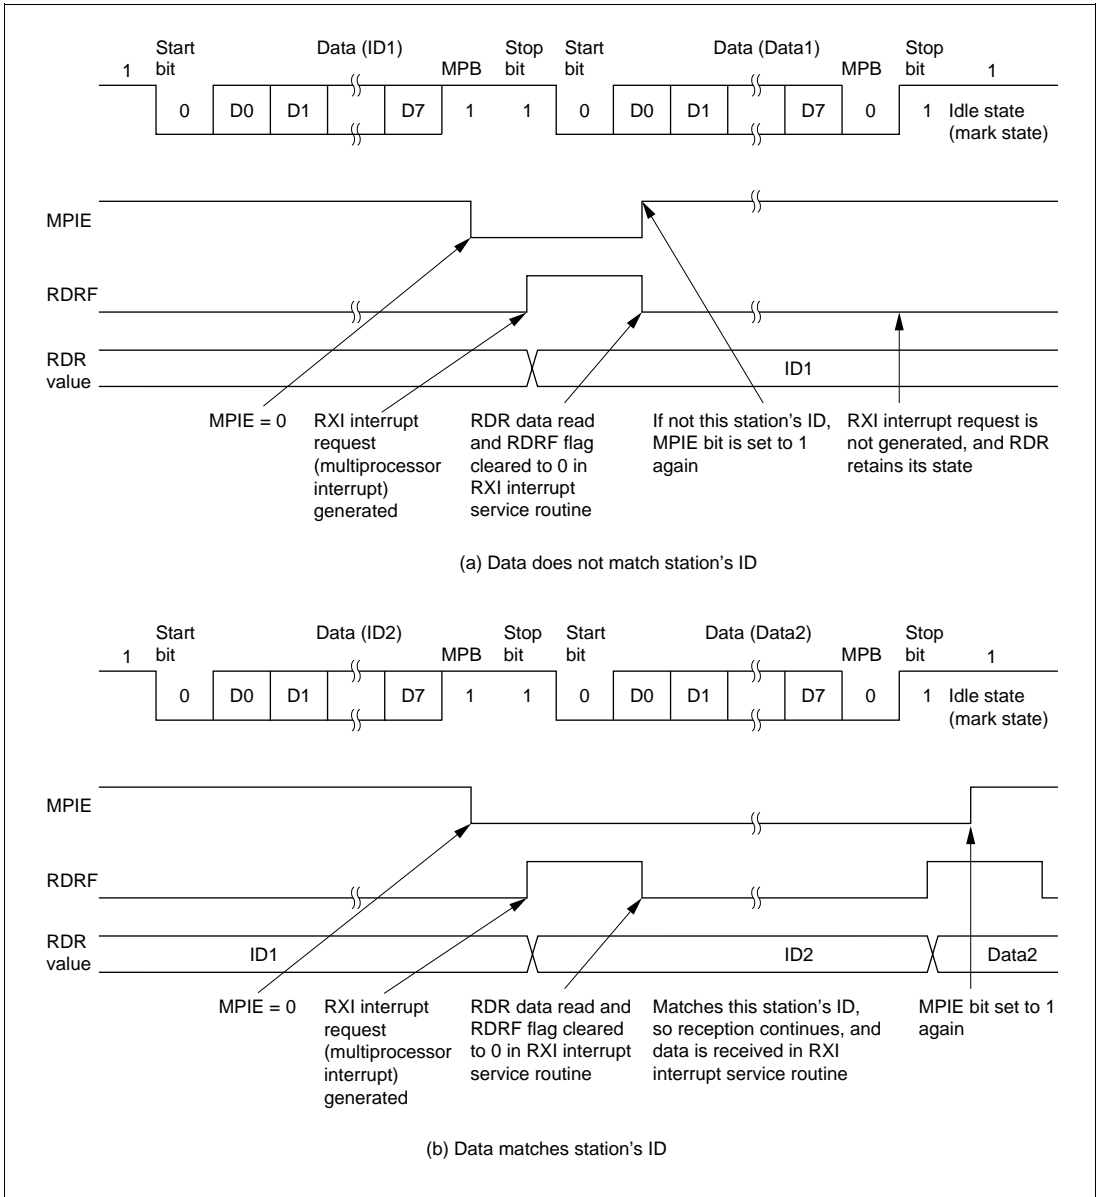 Start bit Data (ID1) Stop bit Start bit Data (Data1) Stop bit
1 MPB MPB 1
0 D0 D1 D7 1 1 0 D0 D1 D7 0 1 Idle state (mark state)
MPIE
RDRF
RDR value
ID1
MPIE = 0
RXI interrupt
request
(multiprocessor
interrupt)
generated
RDR data read
and RDRF flag
cleared to 0 in
RXI interrupt
service routine
If not this station's ID,
MPIE bit is set to 1
again
RXI interrupt request is
not generated, and RDR
retains its state
(a) Data does not match station's ID
Start bit Data (ID2) Stop bit Start bit Data (Data2) Stop bit
1 MPB MPB 1
0 D0 D1 D7 1 1 0 D0 D1 D7 0 1 Idle state (mark state)
MPIE
RDRF
RDR value
ID1 ID2 Data2
MPIE = 0
RXI interrupt
request
(multiprocessor
interrupt)
generated
RDR data read and
RDRF flag cleared
to 0 in RXI interrupt
service routine
Matches this station's ID,
so reception continues, and
data is received in RXI
interrupt service routine
MPIE bit set to 1
again
(b) Data matches station's ID